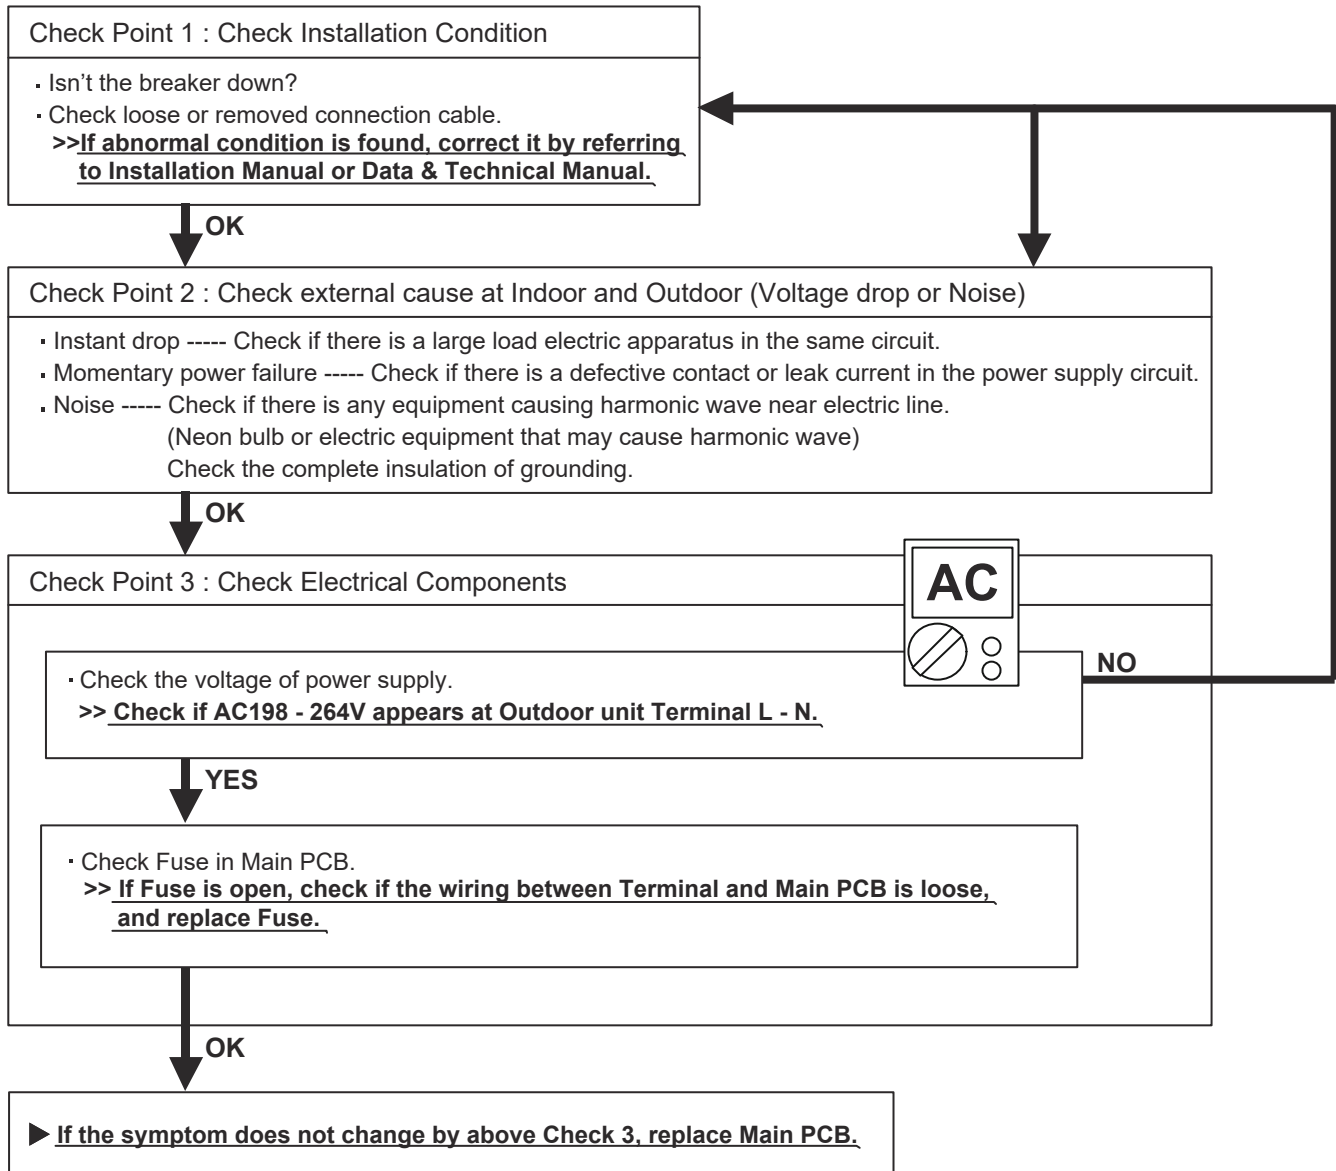 Check Point 1 : Check Installation Condition
· Isn't the breaker down?
· Check loose or removed connection cable.
>>If abnormal condition is found, correct it by referring
to Installation Manual or Data & Technical Manual.
OK
Check Point 2 : Check external cause at Indoor and Outdoor (Voltage drop or Noise)
· Instant drop ----- Check if there is a large load electric apparatus in the same circuit.
· Momentary power failure ----- Check if there is a defective contact or leak current in the power supply circuit.
· Noise ----- Check if there is any equipment causing harmonic wave near electric line.
(Neon bulb or electric equipment that may cause harmonic wave)
Check the complete insulation of grounding.
OK
Check Point 3 : Check Electrical Components
AC
· Check the voltage of power supply.
>> Check if AC198 - 264V appears at Outdoor unit Terminal L - N.
NO
YES
· Check Fuse in Main PCB.
>> If Fuse is open, check if the wiring between Terminal and Main PCB is loose,
and replace Fuse.
OK
▶ If the symptom does not change by above Check 3, replace Main PCB.